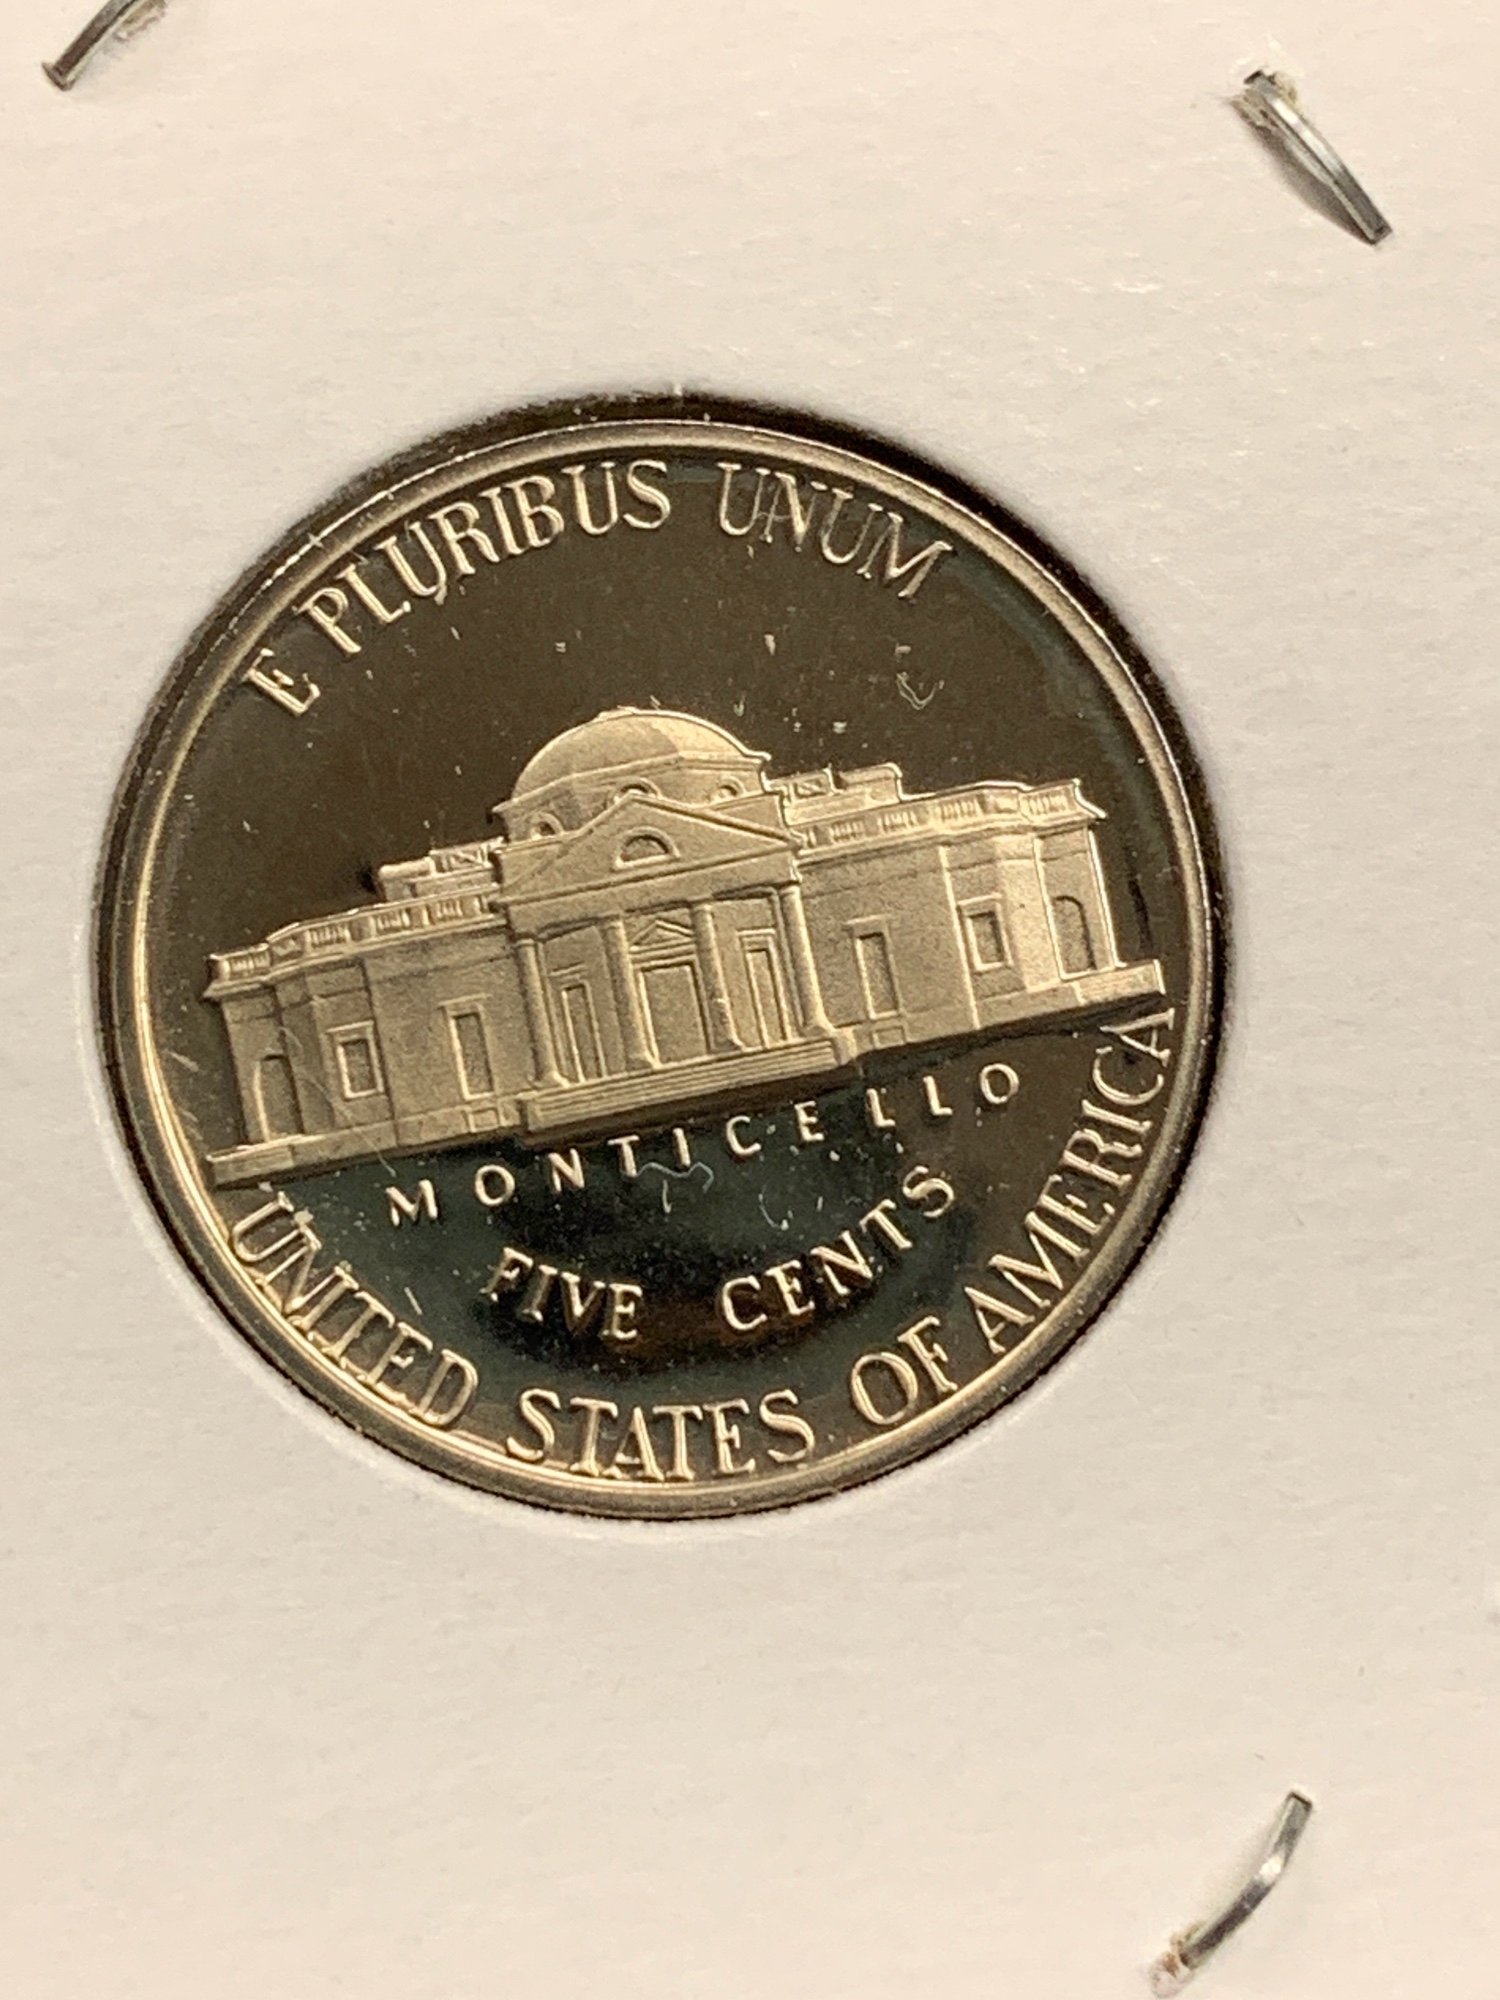 E PLURIBUS UNUM
MONTICELLO
FIVE CENTS
UNITED STATES OF AMERICA